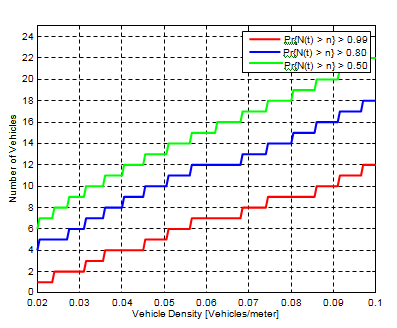 24
22
20
18
16
14
12
10
8
6
4
2
0
Number of Vehicles
Pr{N(t) > n} > 0.99
Pr{N(t) > n} > 0.80
Pr{N(t) > n} > 0.50
0.02 0.03 0.04 0.05 0.06 0.07 0.08 0.09 0.1
Vehicle Density [Vehicles/meter]